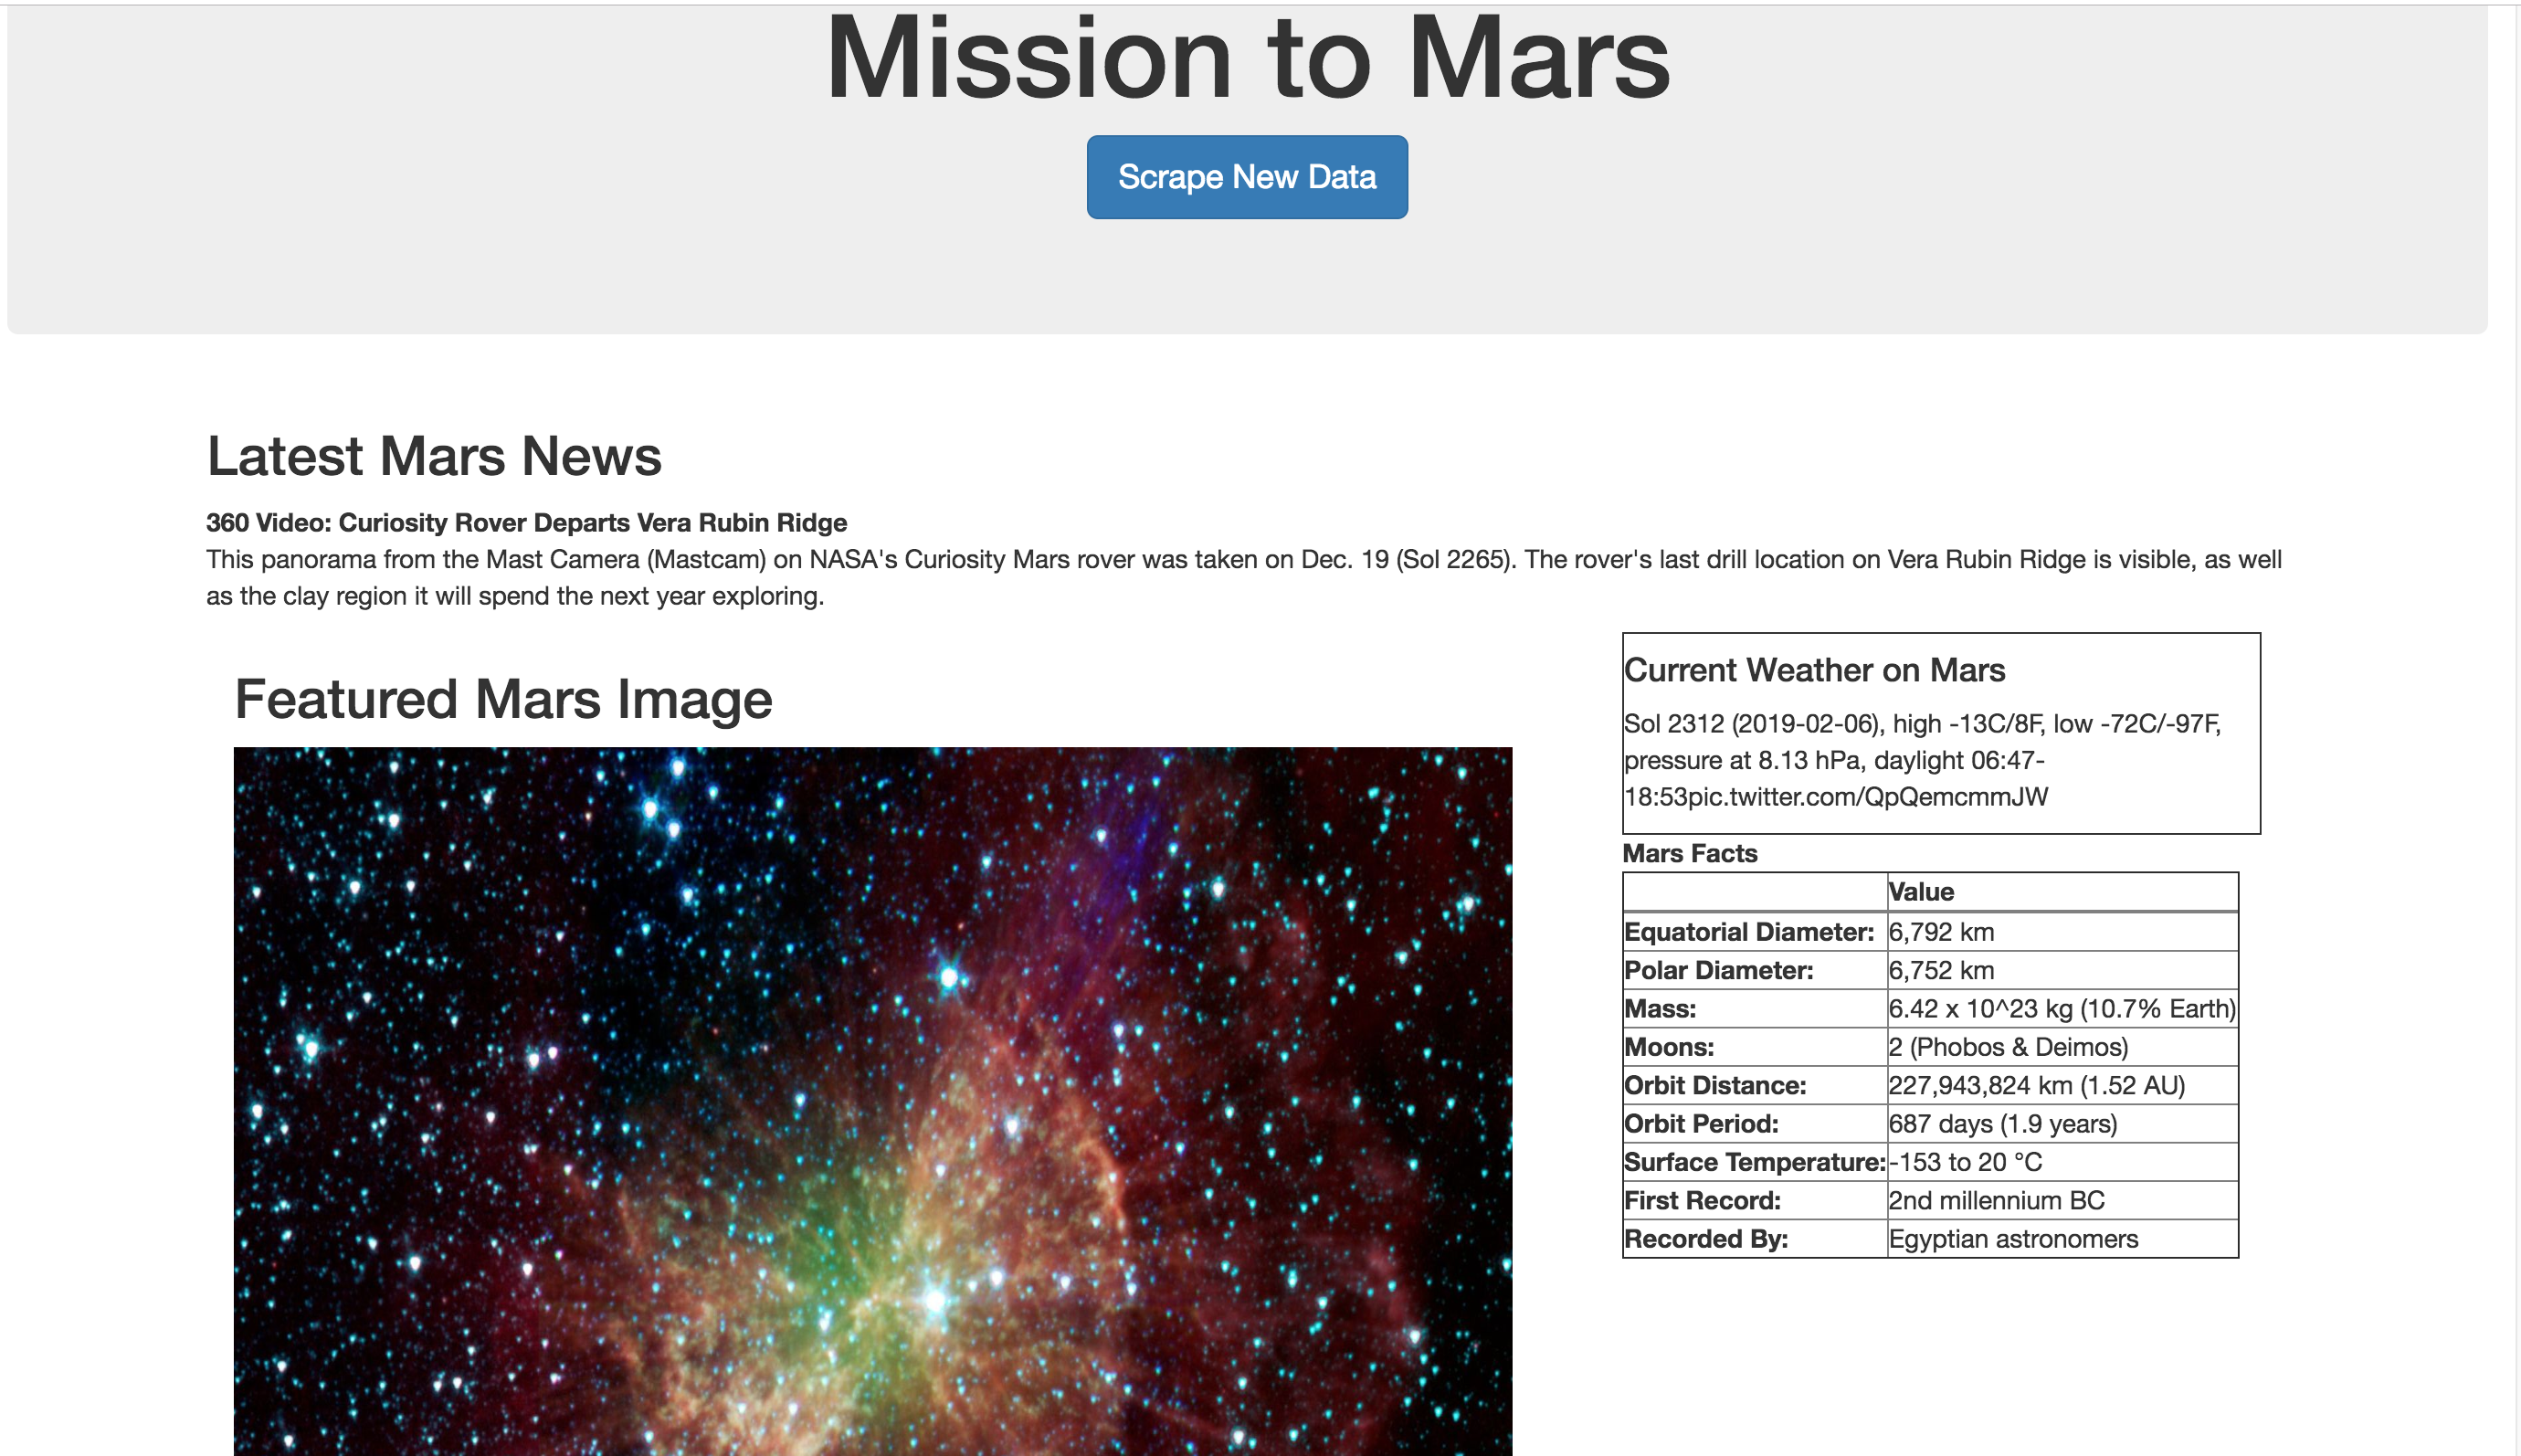 Mission to Mars
Scrape New Data
Latest Mars News
360 Video: Curiosity Rover Departs Vera Rubin Ridge
This panorama from the Mast Camera (Mastcam) on NASA's Curiosity Mars rover was taken on Dec. 19 (Sol 2265). The rover's last drill location on Vera Rubin Ridge is visible, as well
as the clay region it will spend the next year exploring.
Featured Mars Image
Current Weather on Mars
Sol 2312 (2019-02-06), high -13C/8F, low -72C/-97F,
pressure at 8.13 hPa, daylight 06:47-
18:53pic.twitter.com/QpQemcmmJW
Mars Facts
Value
Equatorial Diameter: 6,792 km
Polar Diameter: 6,752 km
Mass: 6.42 x 10^23 kg (10.7% Earth)
Moons: 2 (Phobos & Deimos)
Orbit Distance: 227,943,824 km (1.52 AU)
Orbit Period: 687 days (1.9 years)
Surface Temperature: -153 to 20 °C
First Record: 2nd millennium BC
Recorded By: Egyptian astronomers